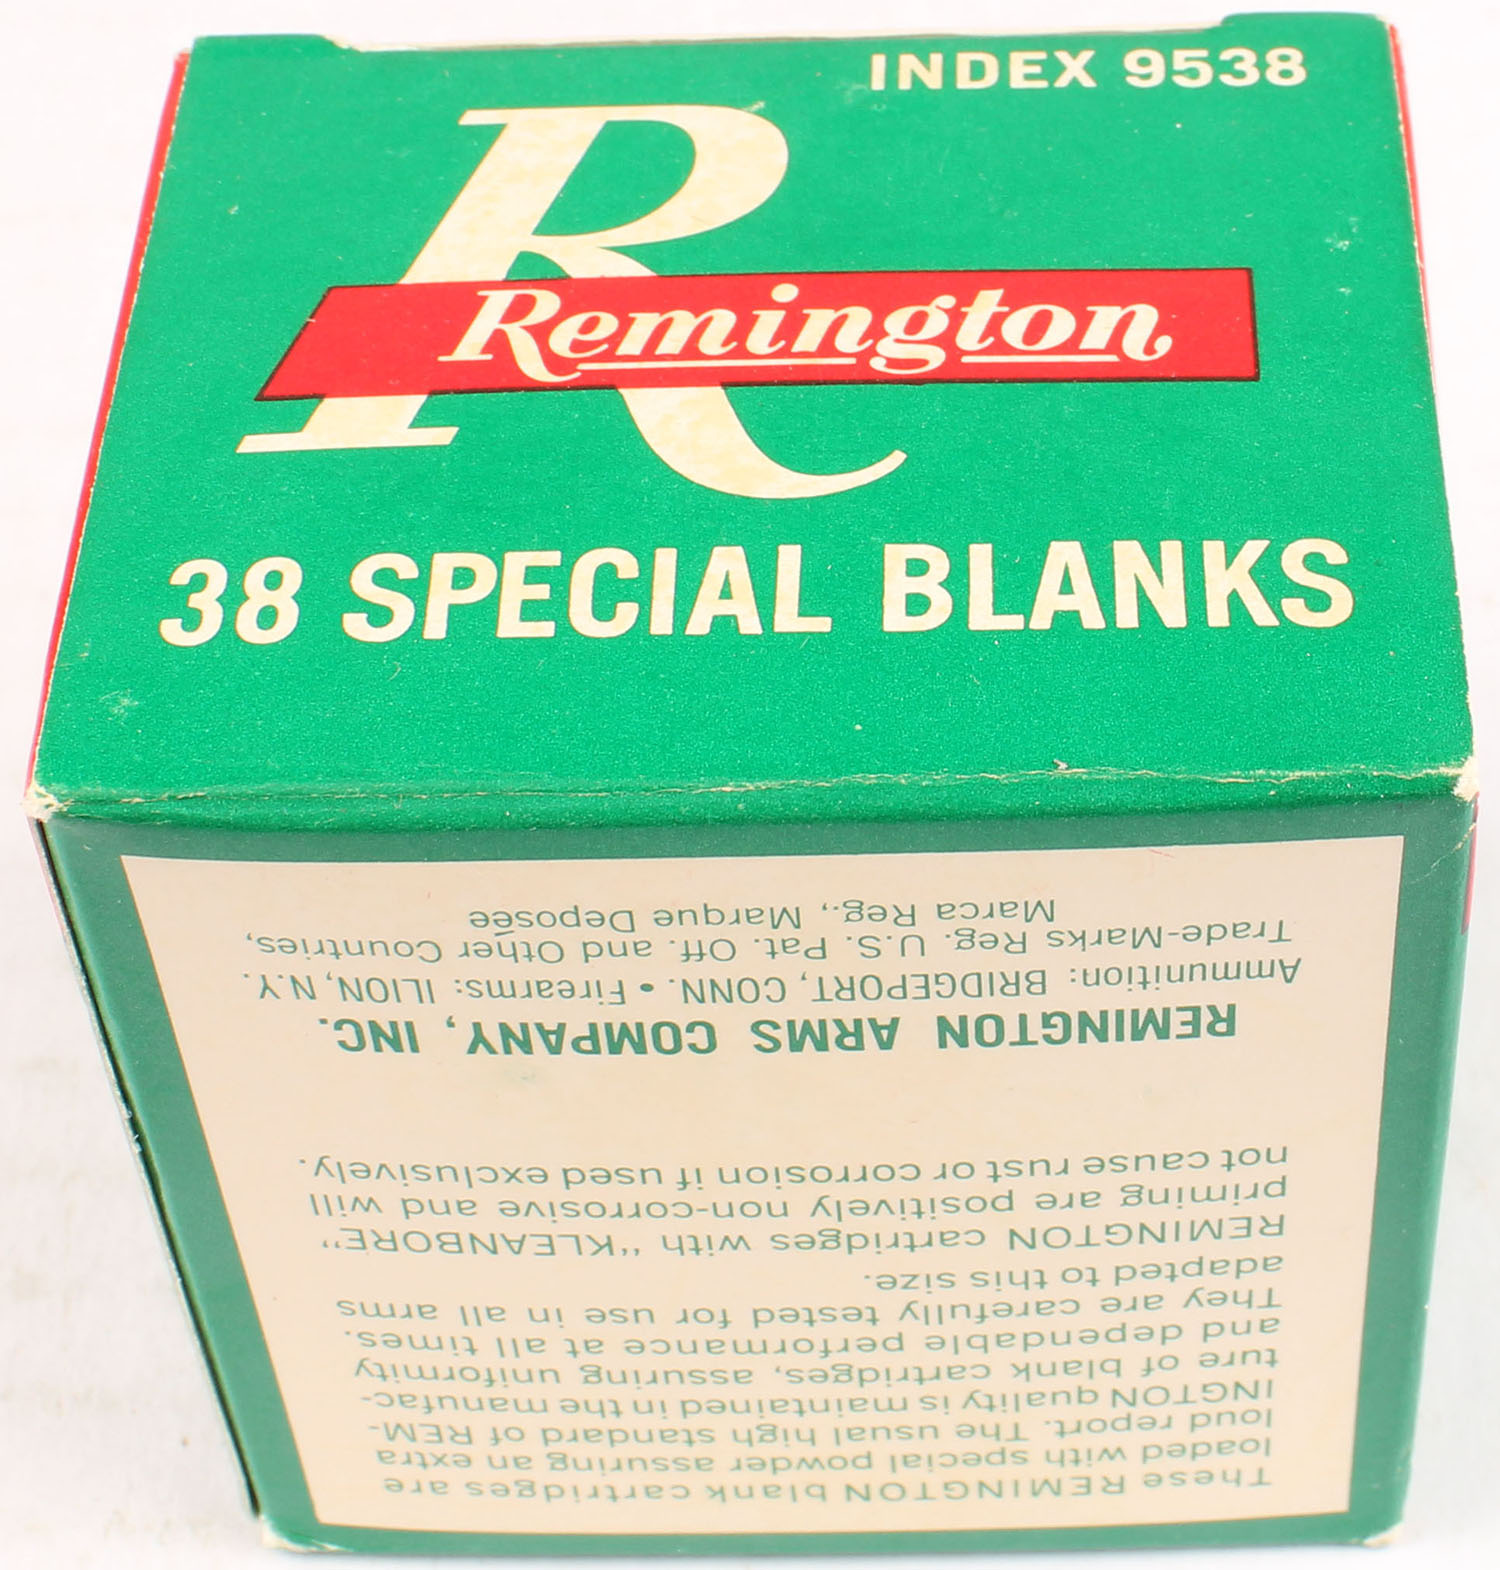 INDEX 9538
R
Remington
38 SPECIAL BLANKS
These REMINGTON blank cartridges are
loaded with special powder assuring an extra
loud report. The usual high standard of REM-
INGTON quality is maintained in the manufac-
ture of blank cartridges, assuring uniformity
and dependable performance at all times.
They are carefully tested for use in all arms
adapted to this size.
REMINGTON cartridges with "KLEANBORE"
priming are positively non-corrosive and will
not cause rust or corrosion if used exclusively.
REMINGTON ARMS COMPANY, INC.
Ammunition: BRIDGEPORT, CONN. • Firearms: ILION, N.Y.
Trade-Marks Reg. U.S. Pat. Off. and Other Countries,
Marca Reg., Marque Deposée